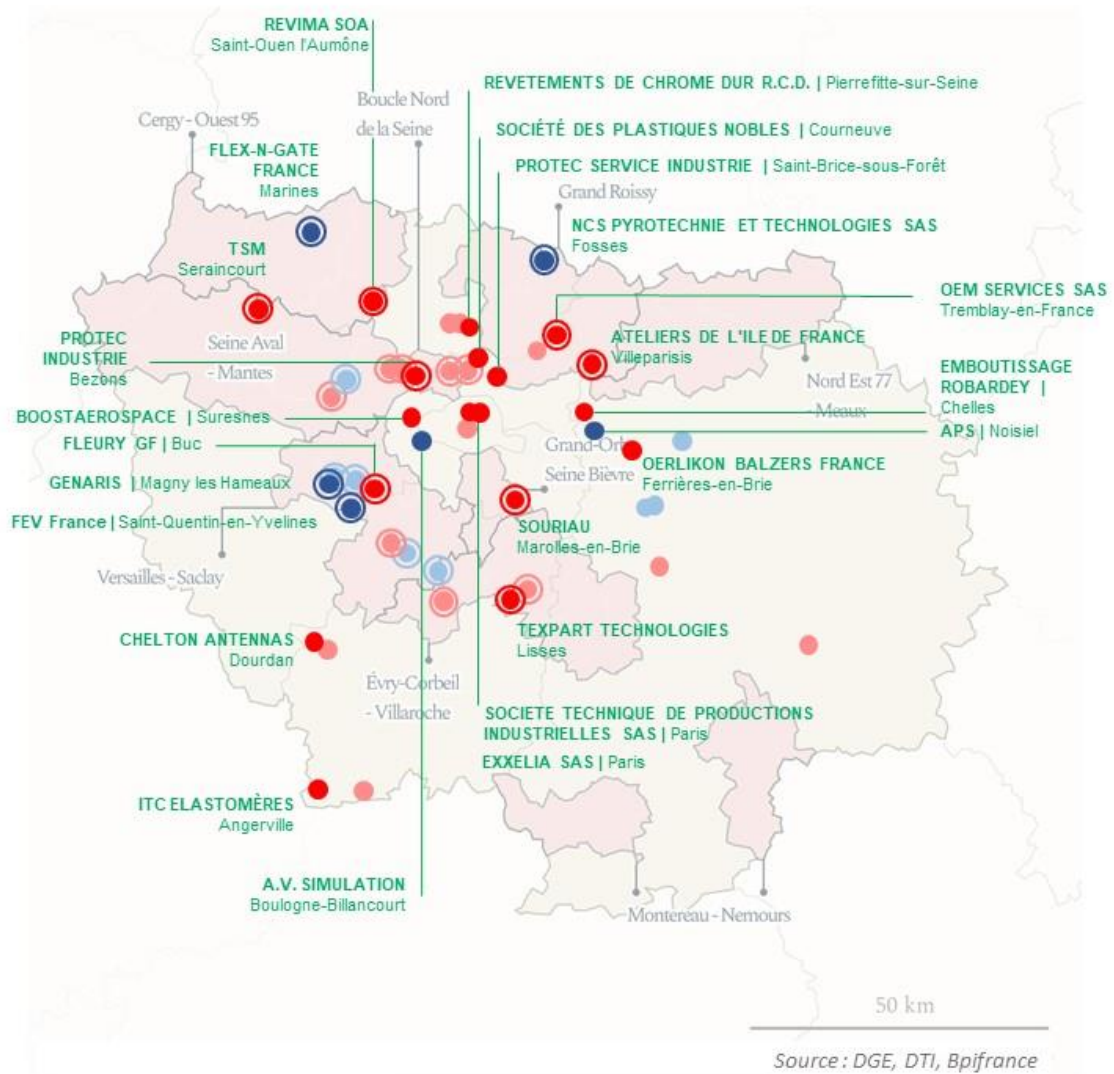 REVIMA SOA
Saint-Ouen l'Aumône
REVETEMENTS DE CHROME DUR R.C.D. | Pierrefitte-sur-Seine
Boucle Nord
de la Seine
Cergy - Ouest 95
SOCIÉTÉ DES PLASTIQUES NOBLES | Courneuve
FLEX-N-GATE
FRANCE
Marines
PROTEC SERVICE INDUSTRIE | Saint-Brice-sous-Forêt
Grand Roissy
NCS PYROTECHNIE ET TECHNOLOGIES SAS
Fosses
TSM
Seraincourt
OEM SERVICES SAS
Tremblay-en-France
PROTEC
INDUSTRIE
Bezons
Seine Aval
- Mantes
ATELIERS DE L'ILE DE FRANCE
Villeparisis
Nord Est 77
- Meaux
EMBOUTISSAGE
ROBARDEY |
Chelles
BOOSTAEROSPACE | Suresnes
APS | Noisiel
FLEURY GF | Buc
Grand-Orly
Seine Bièvre
OERLIKON BALZERS FRANCE
Ferrières-en-Brie
GENARIS | Magny les Hameaux
FEV France | Saint-Quentin-en-Yvelines
SOURIAU
Marolles-en-Brie
Versailles - Saclay
CHELTON ANTENNAS
Dourdan
TEXPART TECHNOLOGIES
Lisses
Évry-Corbeil
- Villaroche
SOCIETE TECHNIQUE DE PRODUCTIONS
INDUSTRIELLES SAS | Paris
EXXELIA SAS | Paris
ITC ELASTOMÈRES
Angerville
A.V. SIMULATION
Boulogne-Billancourt
Montereau - Nemours
50 km
Source : DGE, DTI, Bpifrance